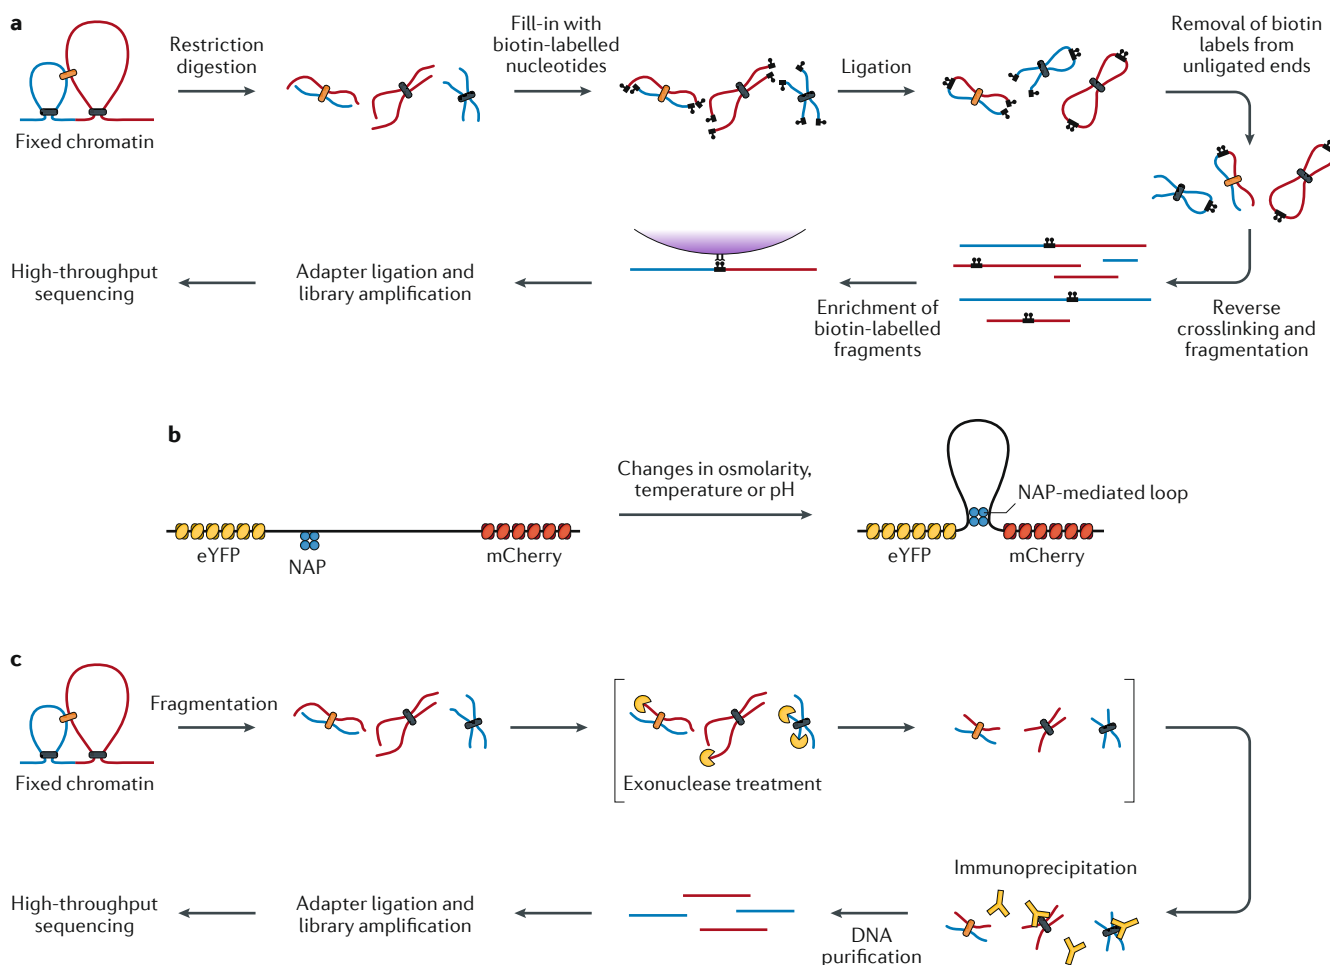 a
Fixed chromatin
Restriction
digestion
Fill-in with
biotin-labelled
nucleotides
Ligation
Removal of biotin
labels from
unligated ends
Reverse
crosslinking and
fragmentation
Enrichment of
biotin-labelled
fragments
Adapter ligation and
library amplification
High-throughput
sequencing
b
eYFP
NAP
mCherry
Changes in osmolarity,
temperature or pH
NAP-mediated loop
eYFP
mCherry
c
Fixed chromatin
Fragmentation
Exonuclease treatment
Immunoprecipitation
DNA
purification
Adapter ligation and
library amplification
High-throughput
sequencing